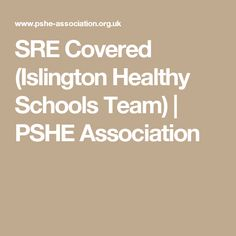 www.pshe-association.org.uk
SRE Covered
(Islington Healthy
Schools Team) |
PSHE Association